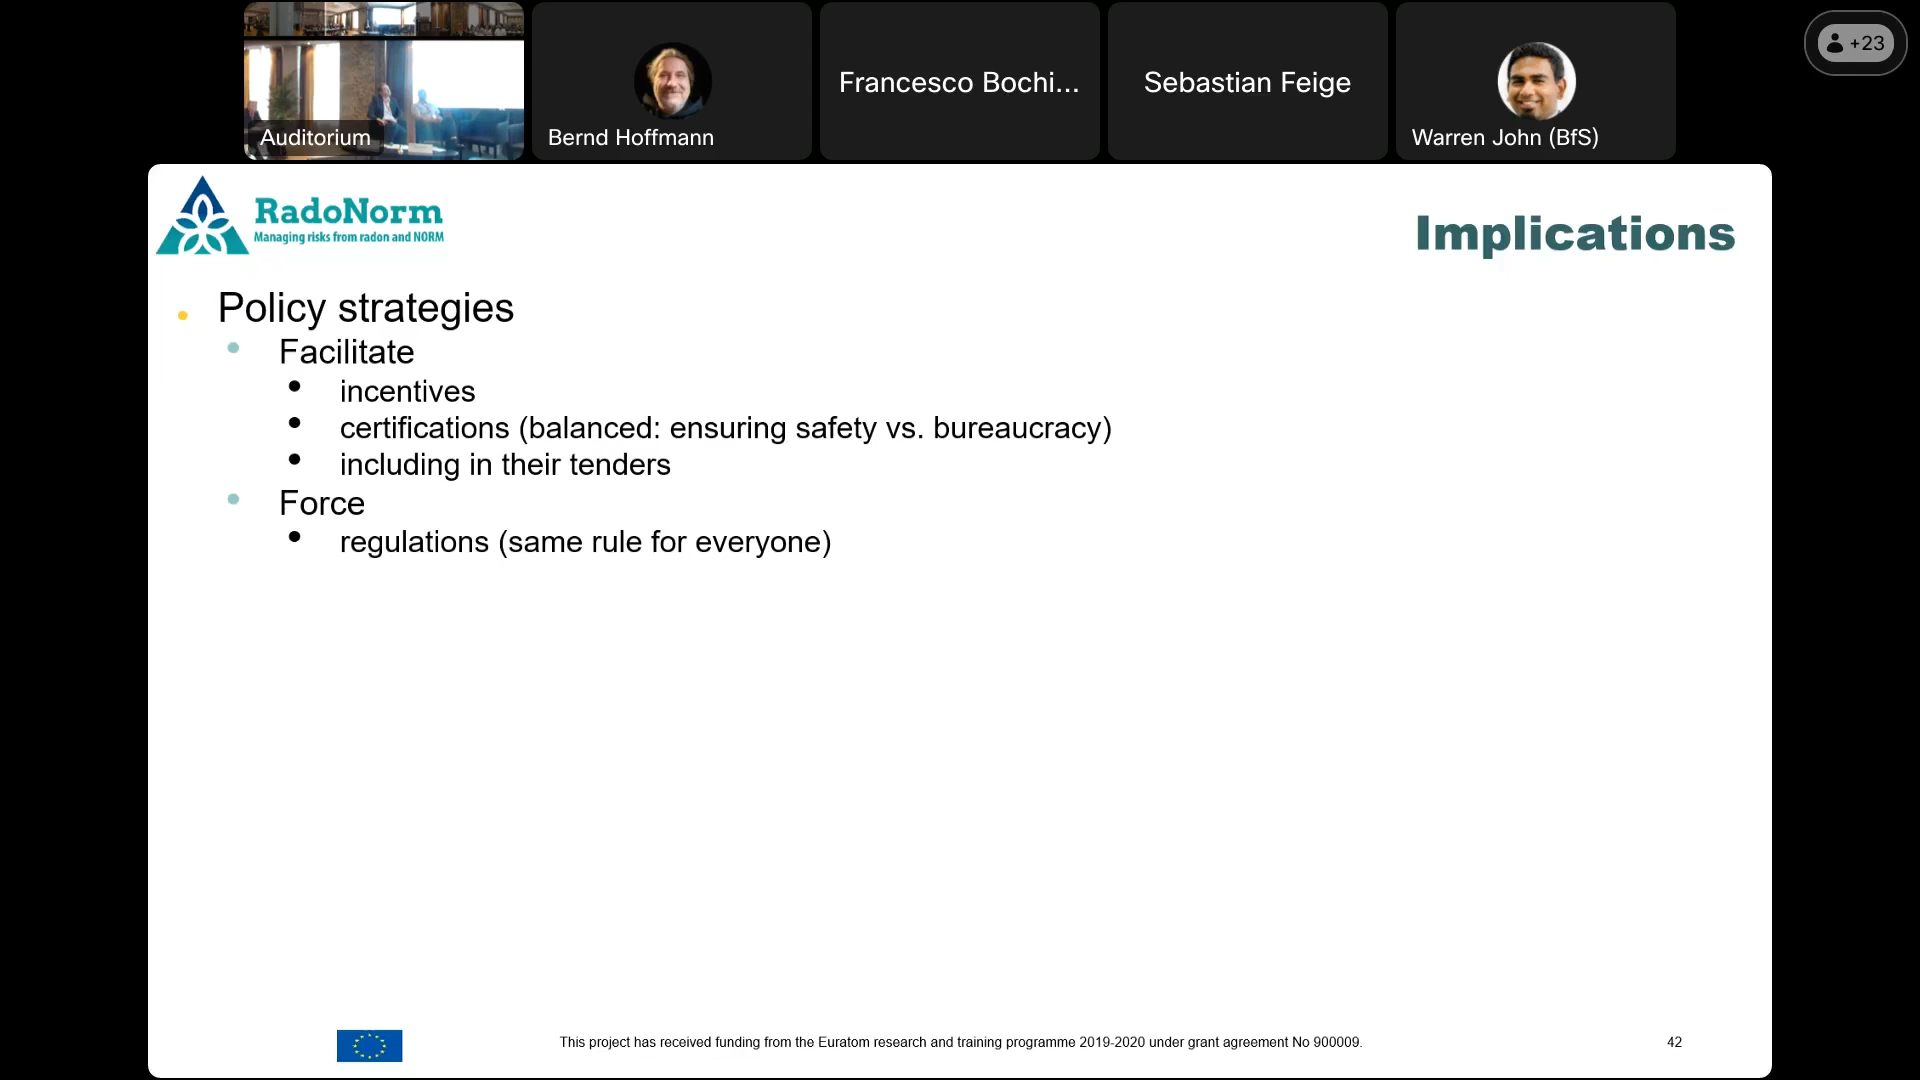 +23
Auditorium
Bernd Hoffmann
Francesco Bochi...
Sebastian Feige
Warren John (BfS)
RadoNorm
Managing risks from radon and NORM
Implications
Policy strategies
Facilitate
incentives
certifications (balanced: ensuring safety vs. bureaucracy)
including in their tenders
Force
regulations (same rule for everyone)
This project has received funding from the Euratom research and training programme 2019-2020 under grant agreement No 900009.
42